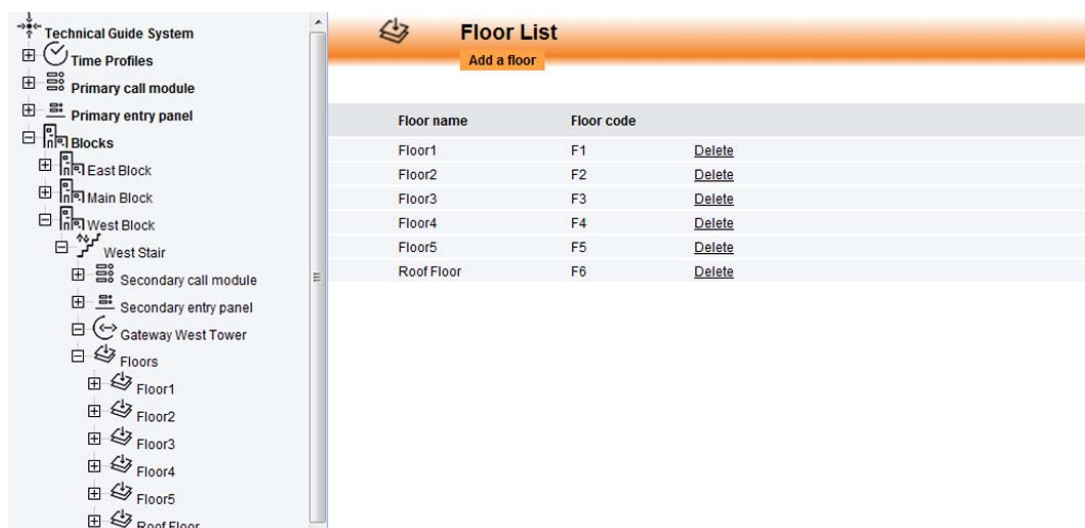 Technical Guide System
Time Profiles
Primary call module
Primary entry panel
Blocks
East Block
Main Block
West Block
West Stair
Secondary call module
Secondary entry panel
Gateway West Tower
Floors
Floor1
Floor2
Floor3
Floor4
Floor5
Roof Floor
Floor List
Add a floor
Floor name Floor code
Floor1 F1 Delete
Floor2 F2 Delete
Floor3 F3 Delete
Floor4 F4 Delete
Floor5 F5 Delete
Roof Floor F6 Delete